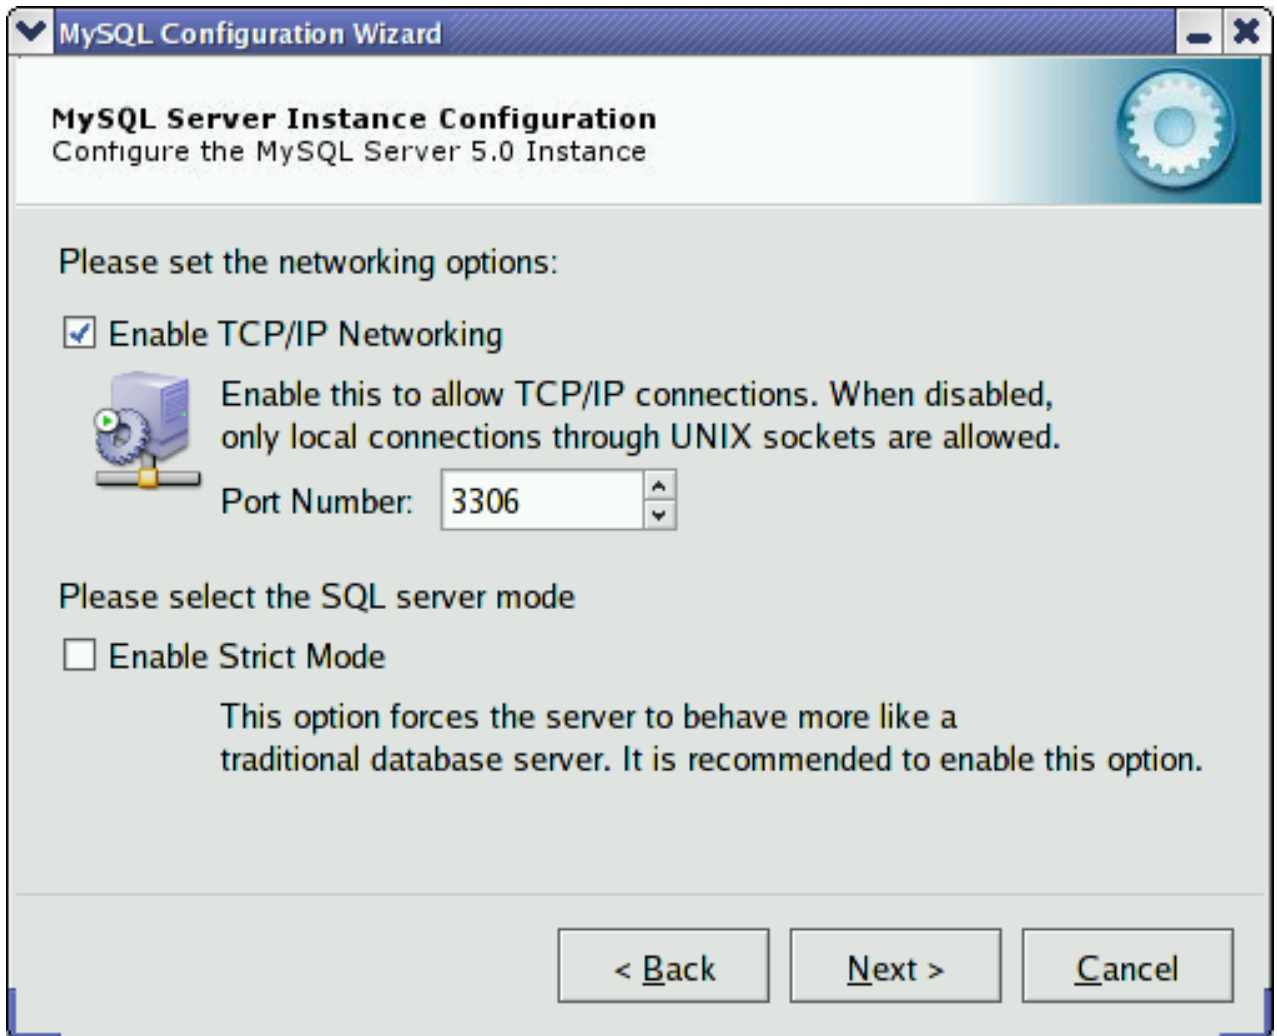 MySQL Configuration Wizard
MySQL Server Instance Configuration
Configure the MySQL Server 5.0 Instance
Please set the networking options:
Enable TCP/IP Networking
Enable this to allow TCP/IP connections. When disabled,
only local connections through UNIX sockets are allowed.
Port Number: 3306
Please select the SQL server mode
Enable Strict Mode
This option forces the server to behave more like a
traditional database server. It is recommended to enable this option.
< Back Next > Cancel